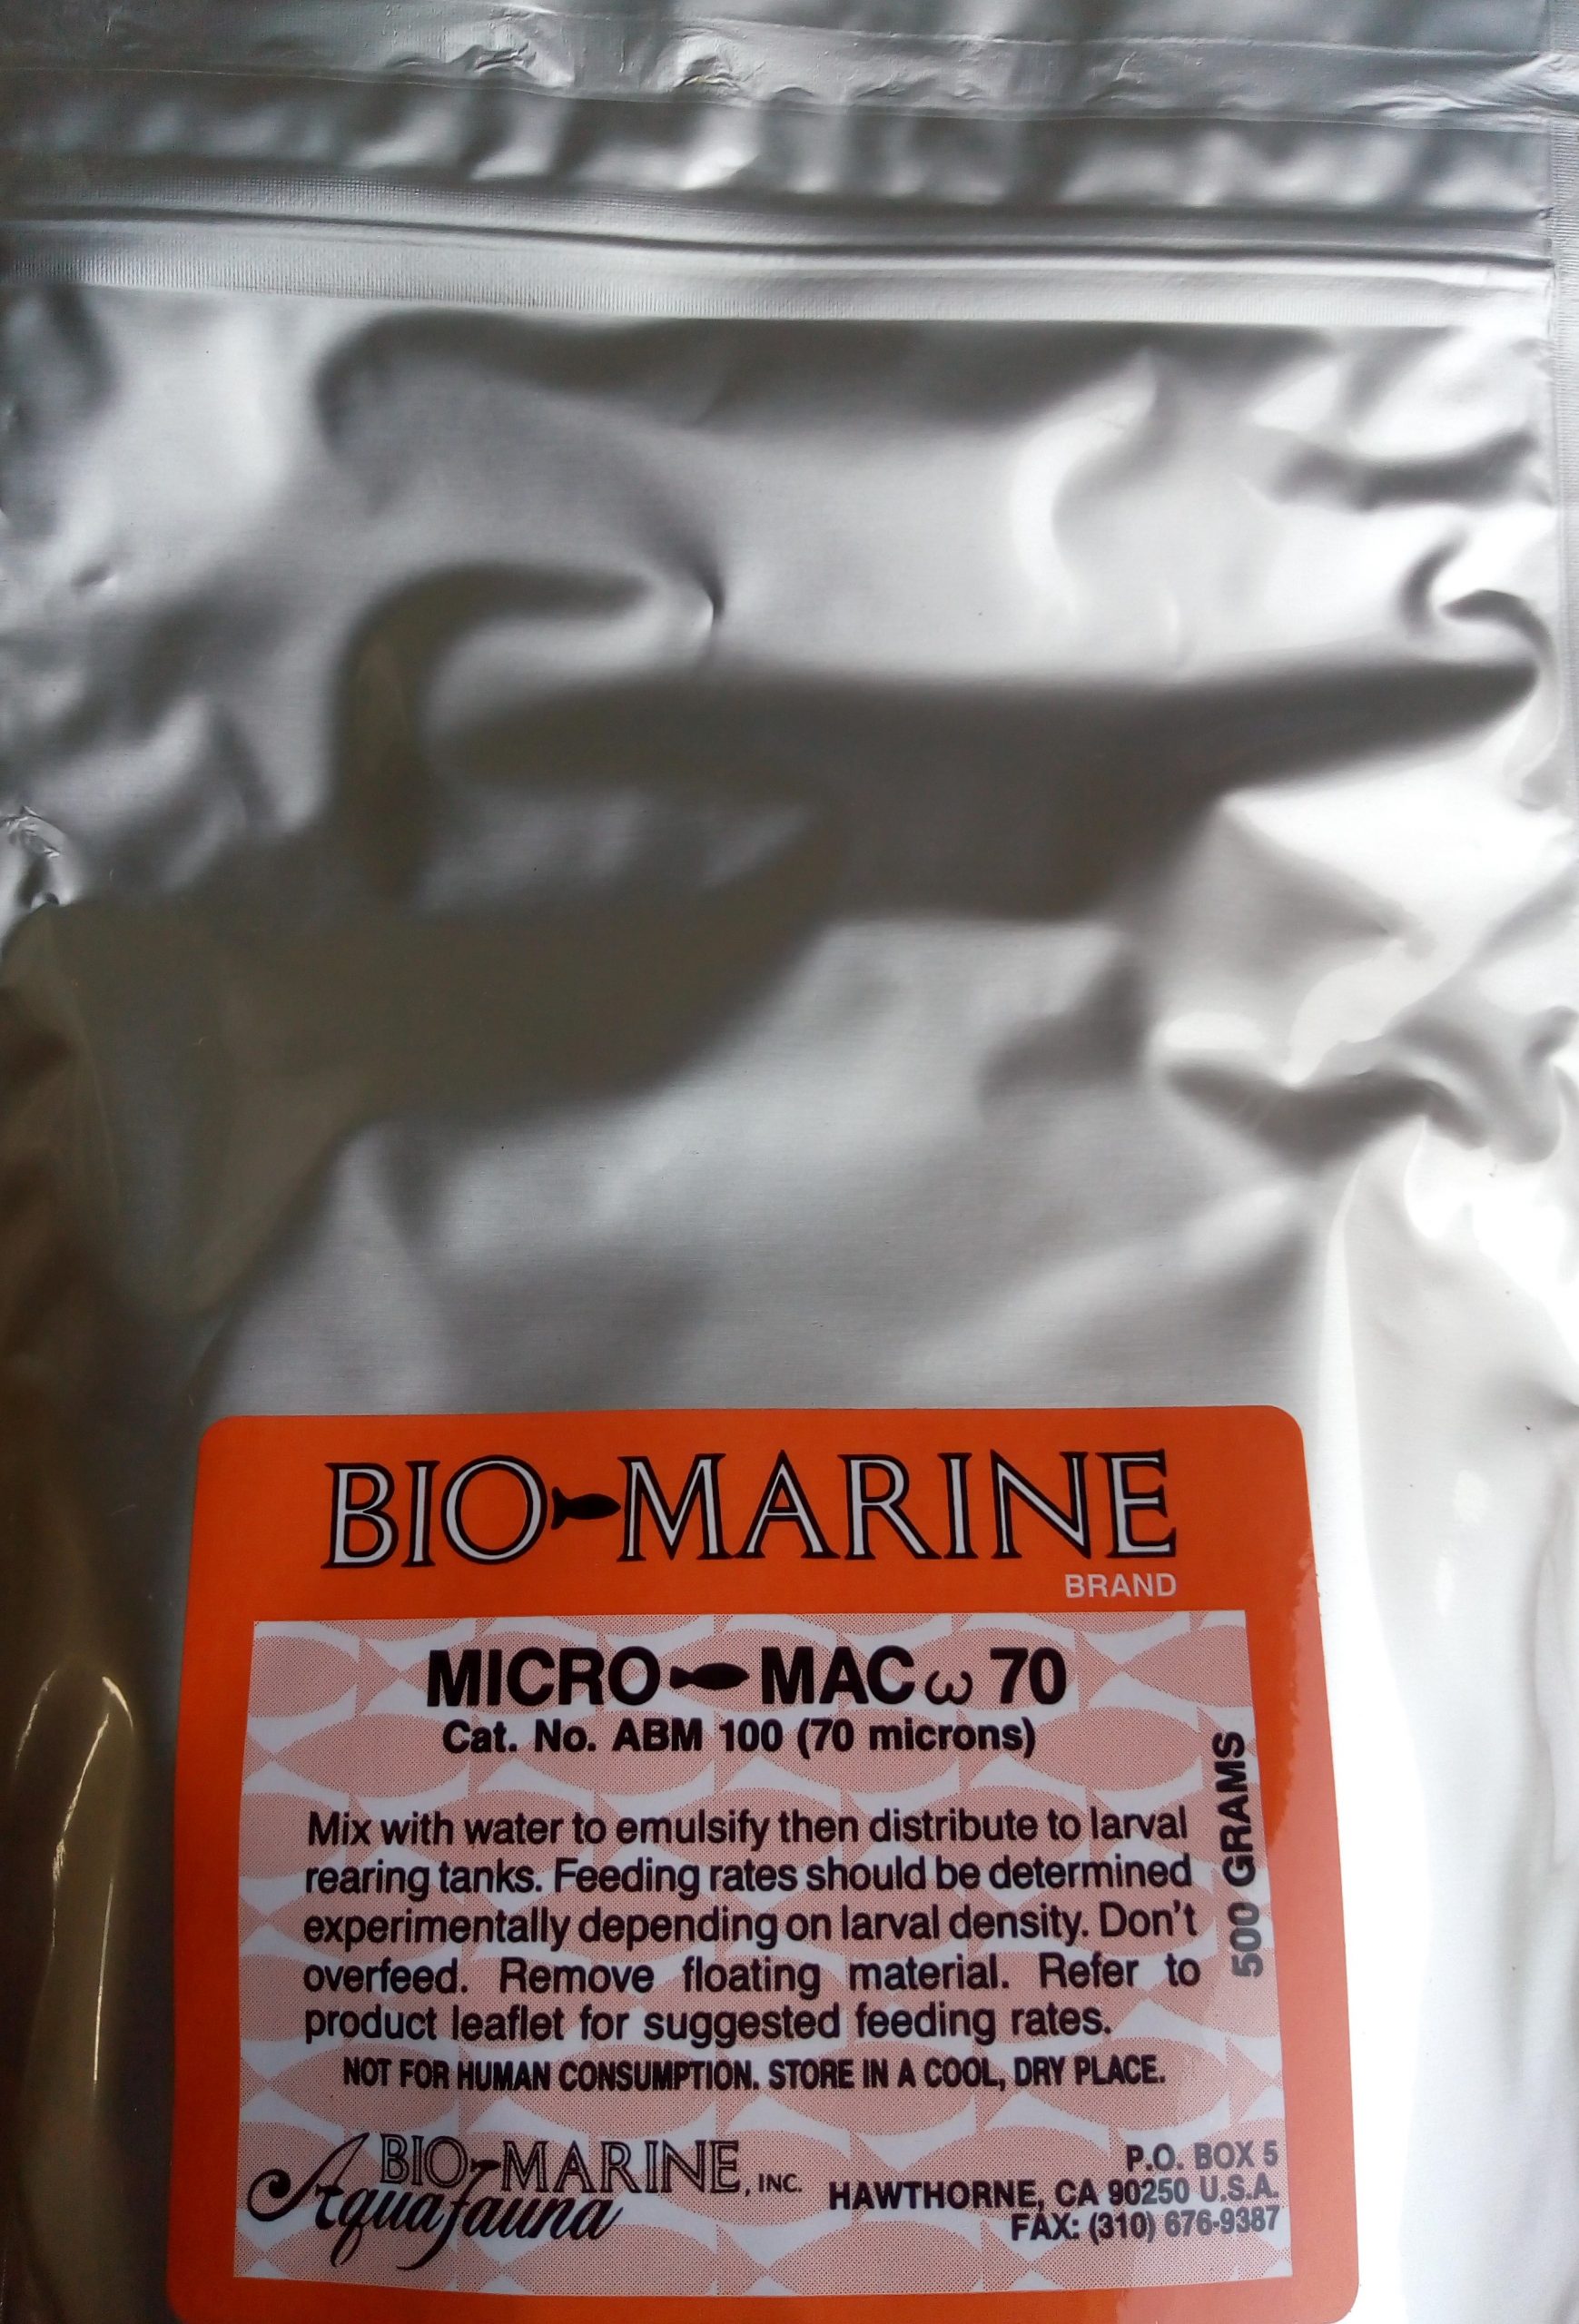 BIO-MARINE
BRAND
MICRO-MAC ω 70
Cat. No. ABM 100 (70 microns)
500 GRAMS
Mix with water to emulsify then distribute to larval
rearing tanks. Feeding rates should be determined
experimentally depending on larval density. Don't
overfeed. Remove floating material. Refer to
product leaflet for suggested feeding rates.
NOT FOR HUMAN CONSUMPTION. STORE IN A COOL, DRY PLACE.
BIO-MARINE, INC.
Aquafauna
P.O. BOX 5
HAWTHORNE, CA 90250 U.S.A.
FAX: (310) 676-9387